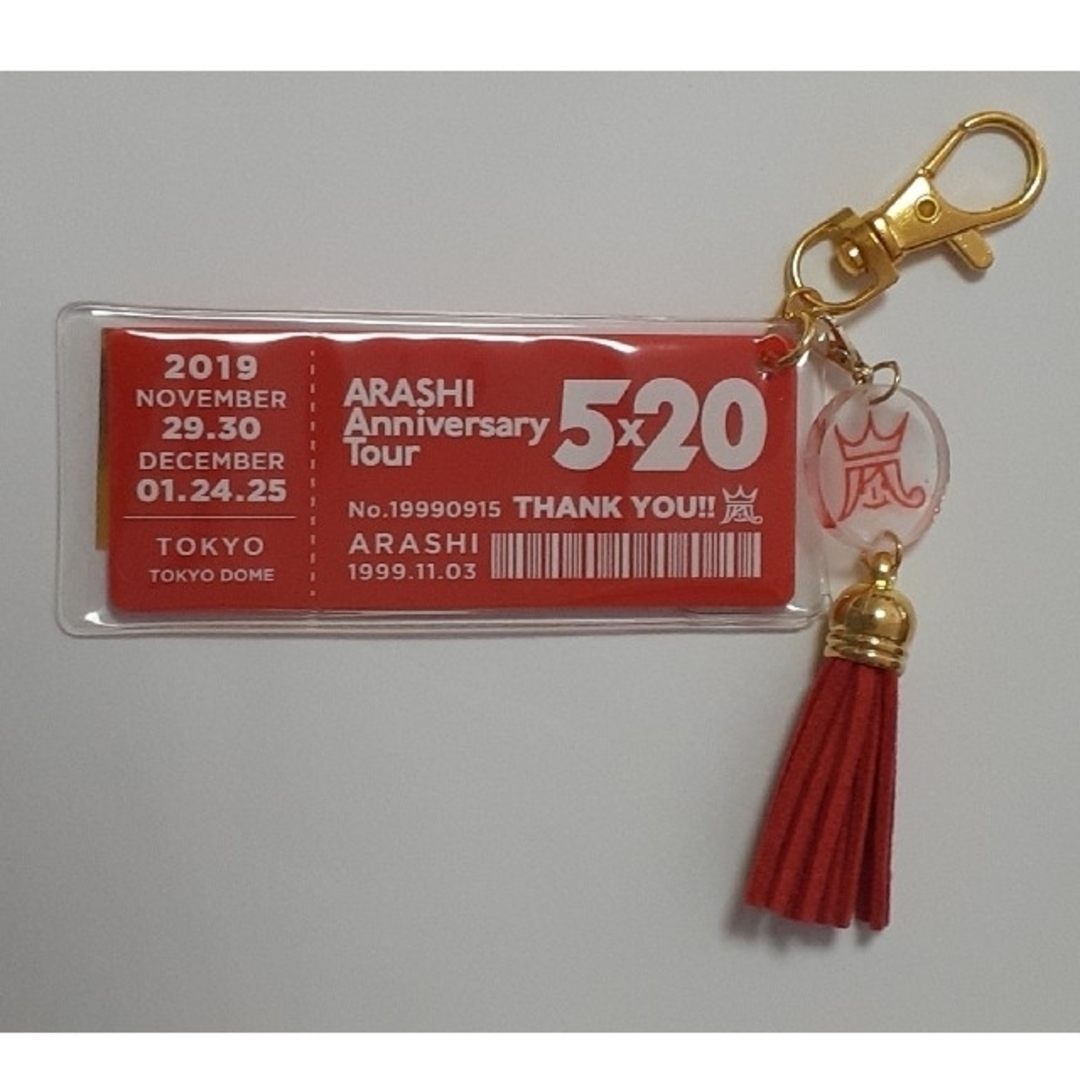 2019
NOVEMBER
29.30
DECEMBER
01.24.25
TOKYO
TOKYO DOME
ARASHI
Anniversary
Tour
5x20
No.19990915 THANK YOU!! 嵐
ARASHI
1999.11.03
嵐